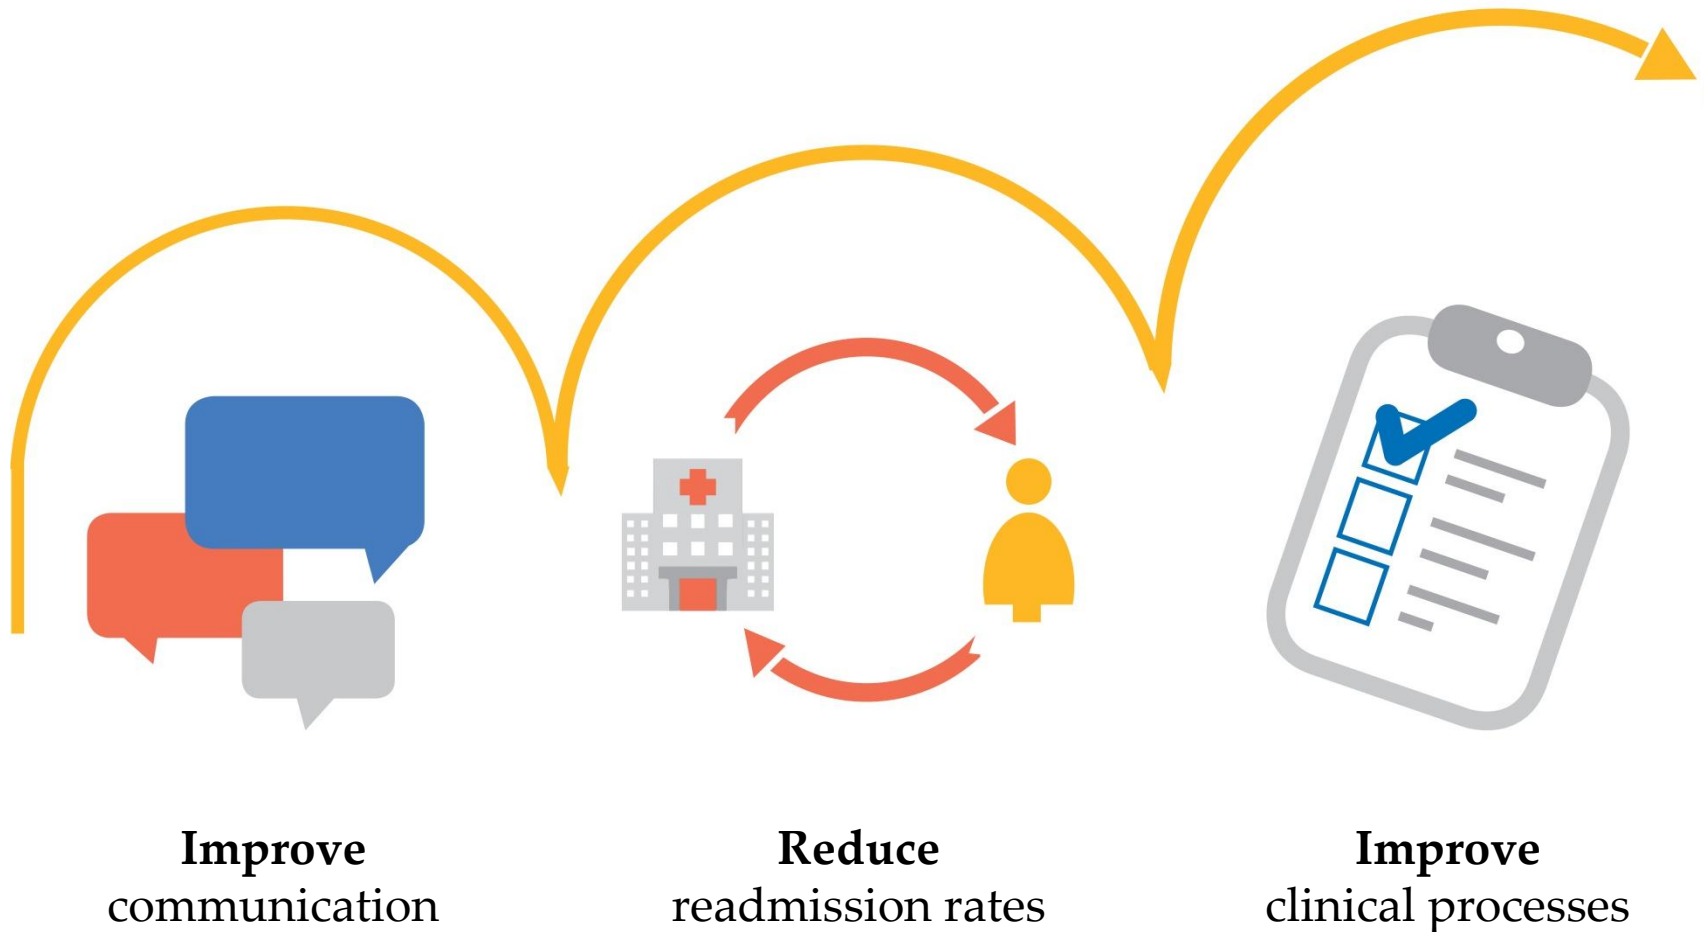 Improve
communication
Reduce
readmission rates
Improve
clinical processes